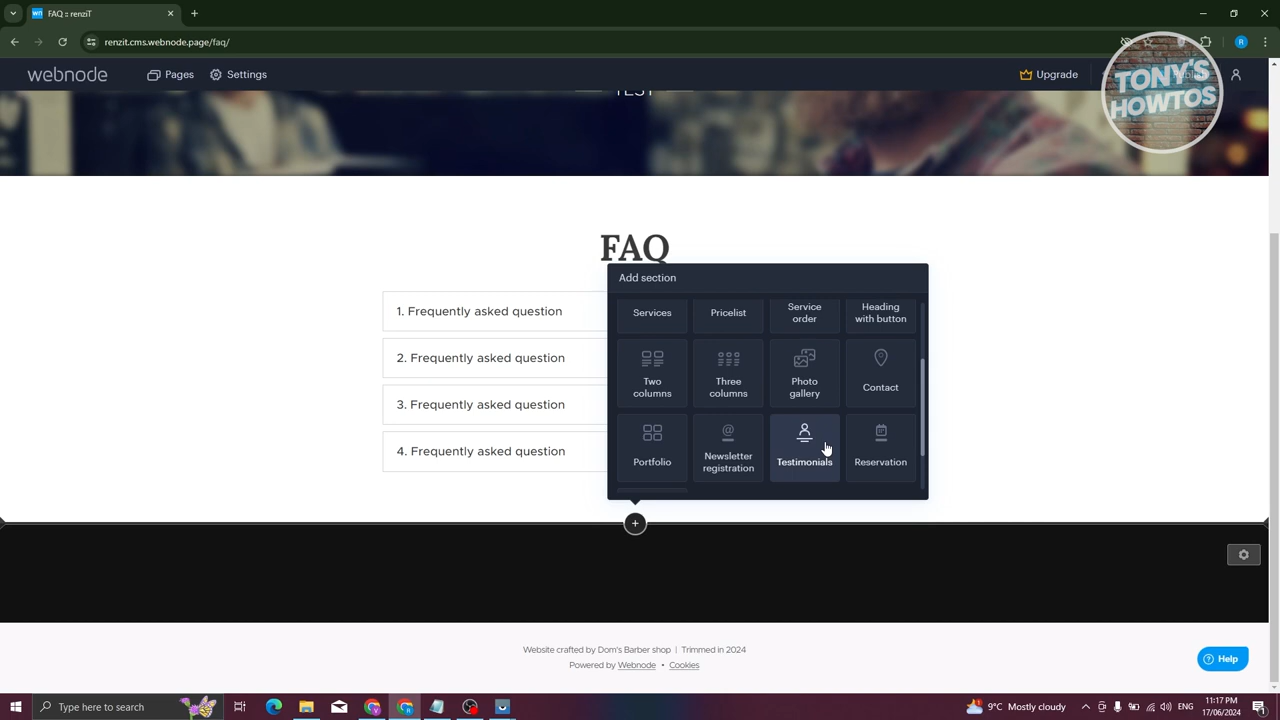 wn FAQ » renziT
renzit.cms.webnode.page/faq/
R
webnode
Pages
Settings
Upgrade
Publish
TONY'S
HOWTOS
TEST
FAQ
1. Frequently asked question
2. Frequently asked question
3. Frequently asked question
4. Frequently asked question
Add section
Services
Pricelist
Service
order
Heading
with button
Two
columns
Three
columns
Photo
gallery
Contact
Portfolio
Newsletter
registration
Testimonials
Reservation
Website crafted by Dom's Barber shop | Trimmed in 2024
Powered by Webnode • Cookies
Help
Type here to search
9°C Mostly cloudy
11:17 PM
17/06/2024